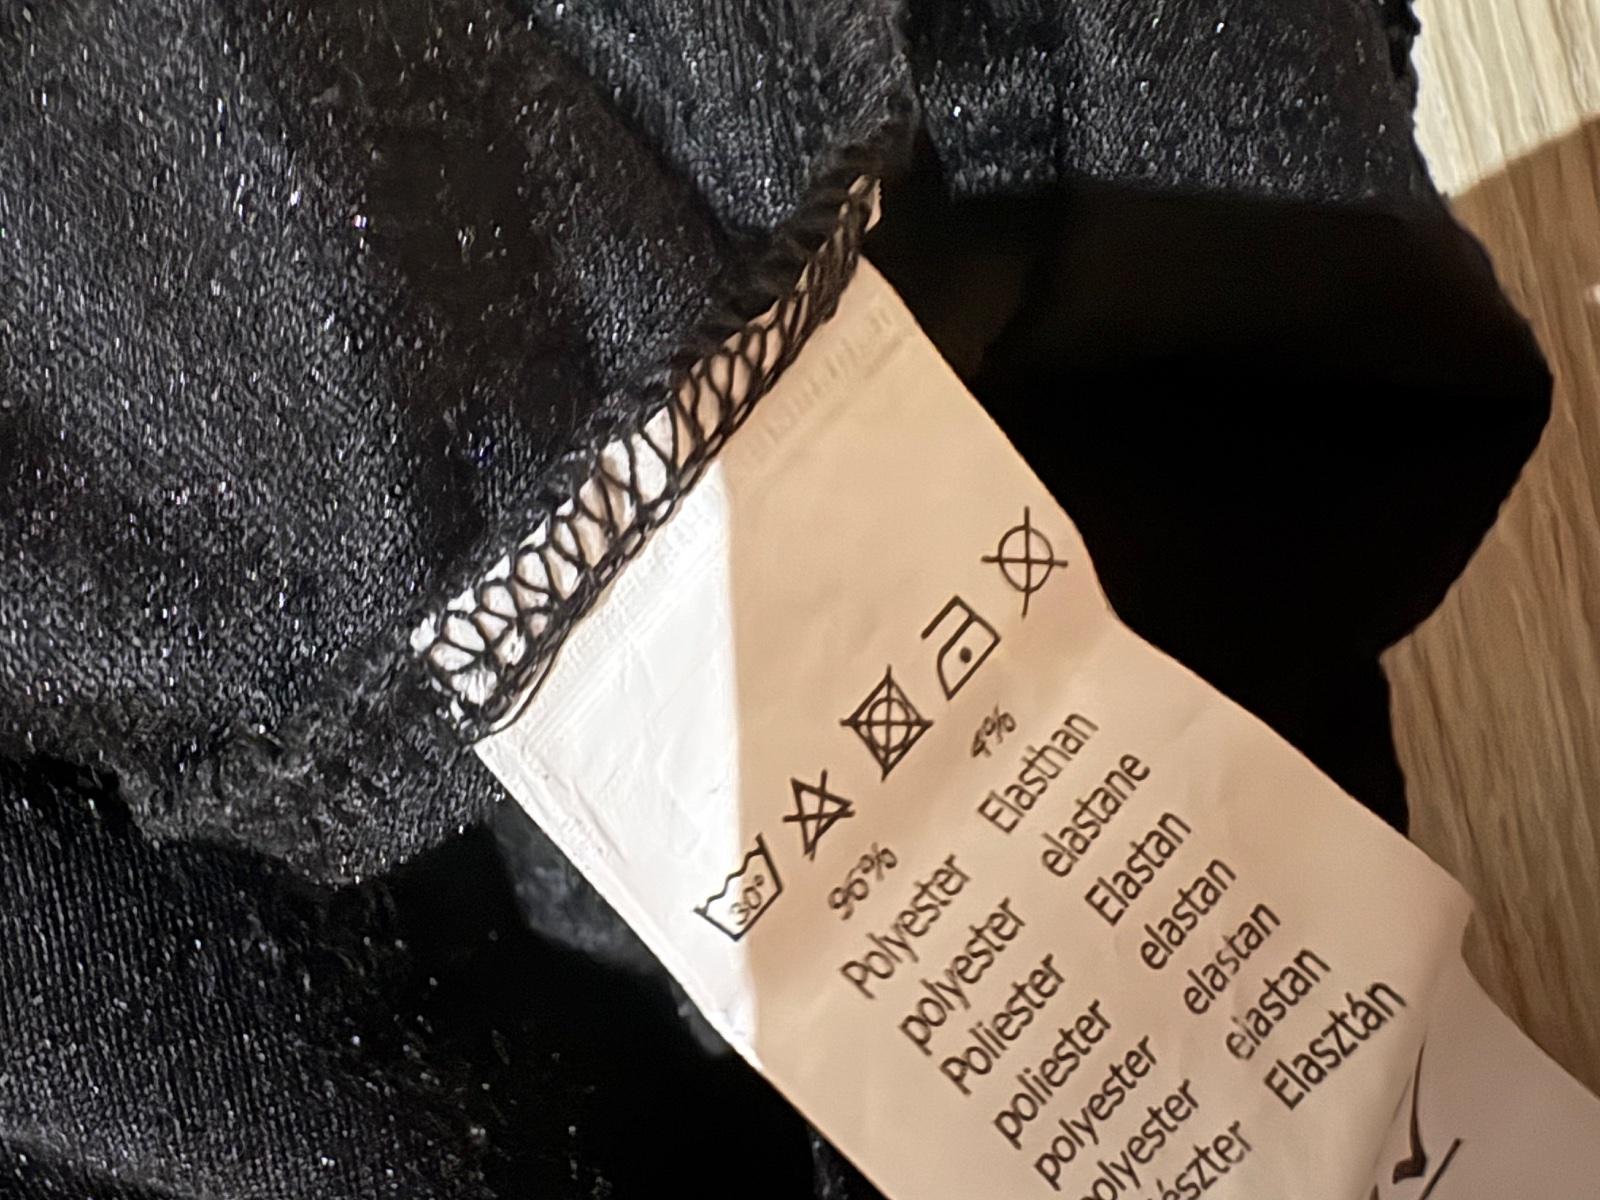 30°
96% 4%
Polyester Elasthan
polyester elastane
Poliester Elastan
poliester elastan
polyester elastan
polyester elastan
Elasztán